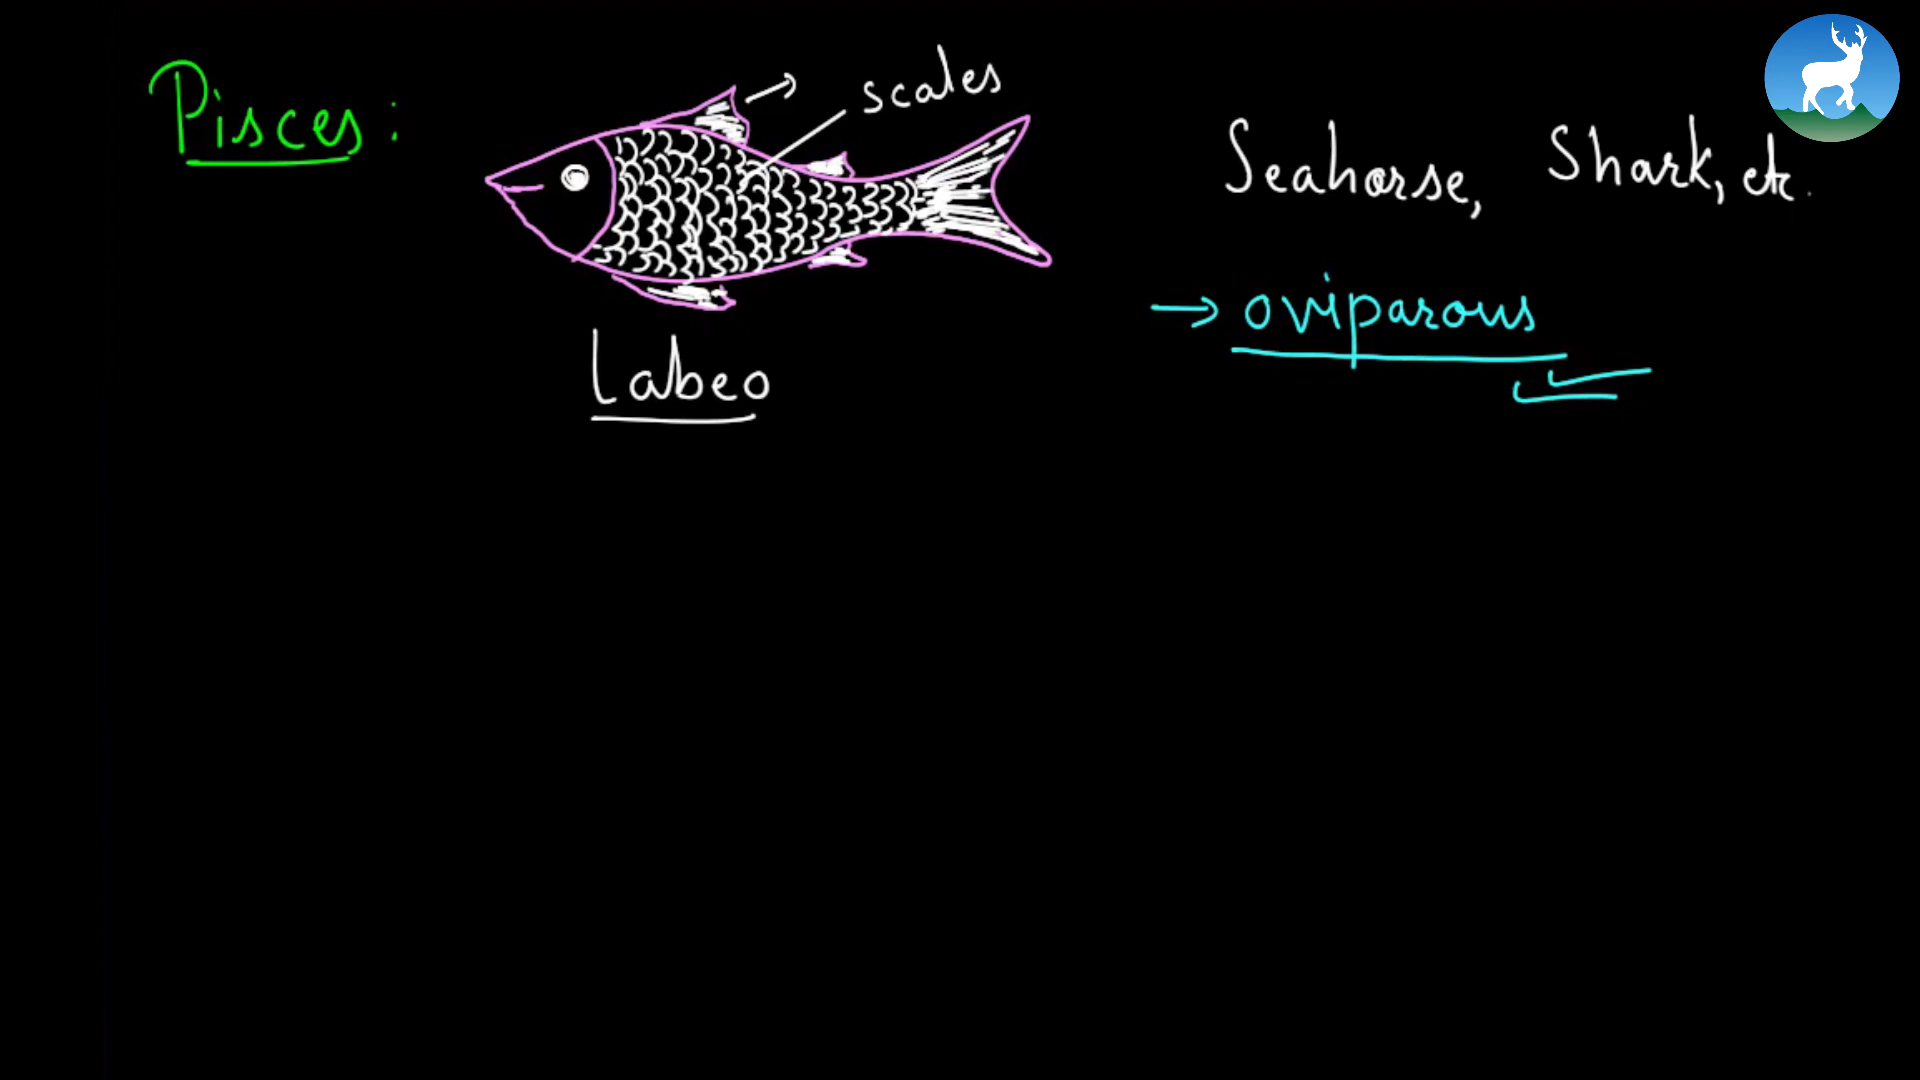 Pisces:
scales
Seahorse, Shark, etc.
→ oviparous
Labeo